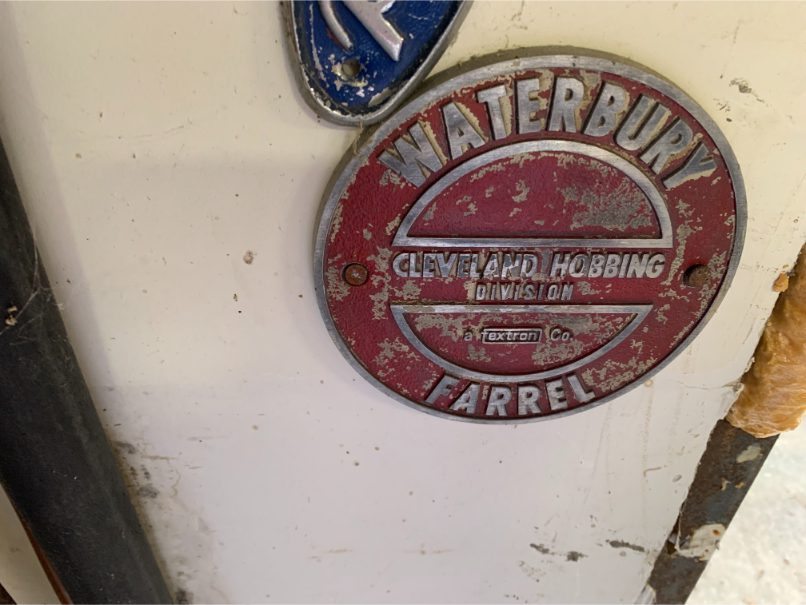 WATERBURY
CLEVELAND HOBBING
DIVISION
a textron Co.
FARREL